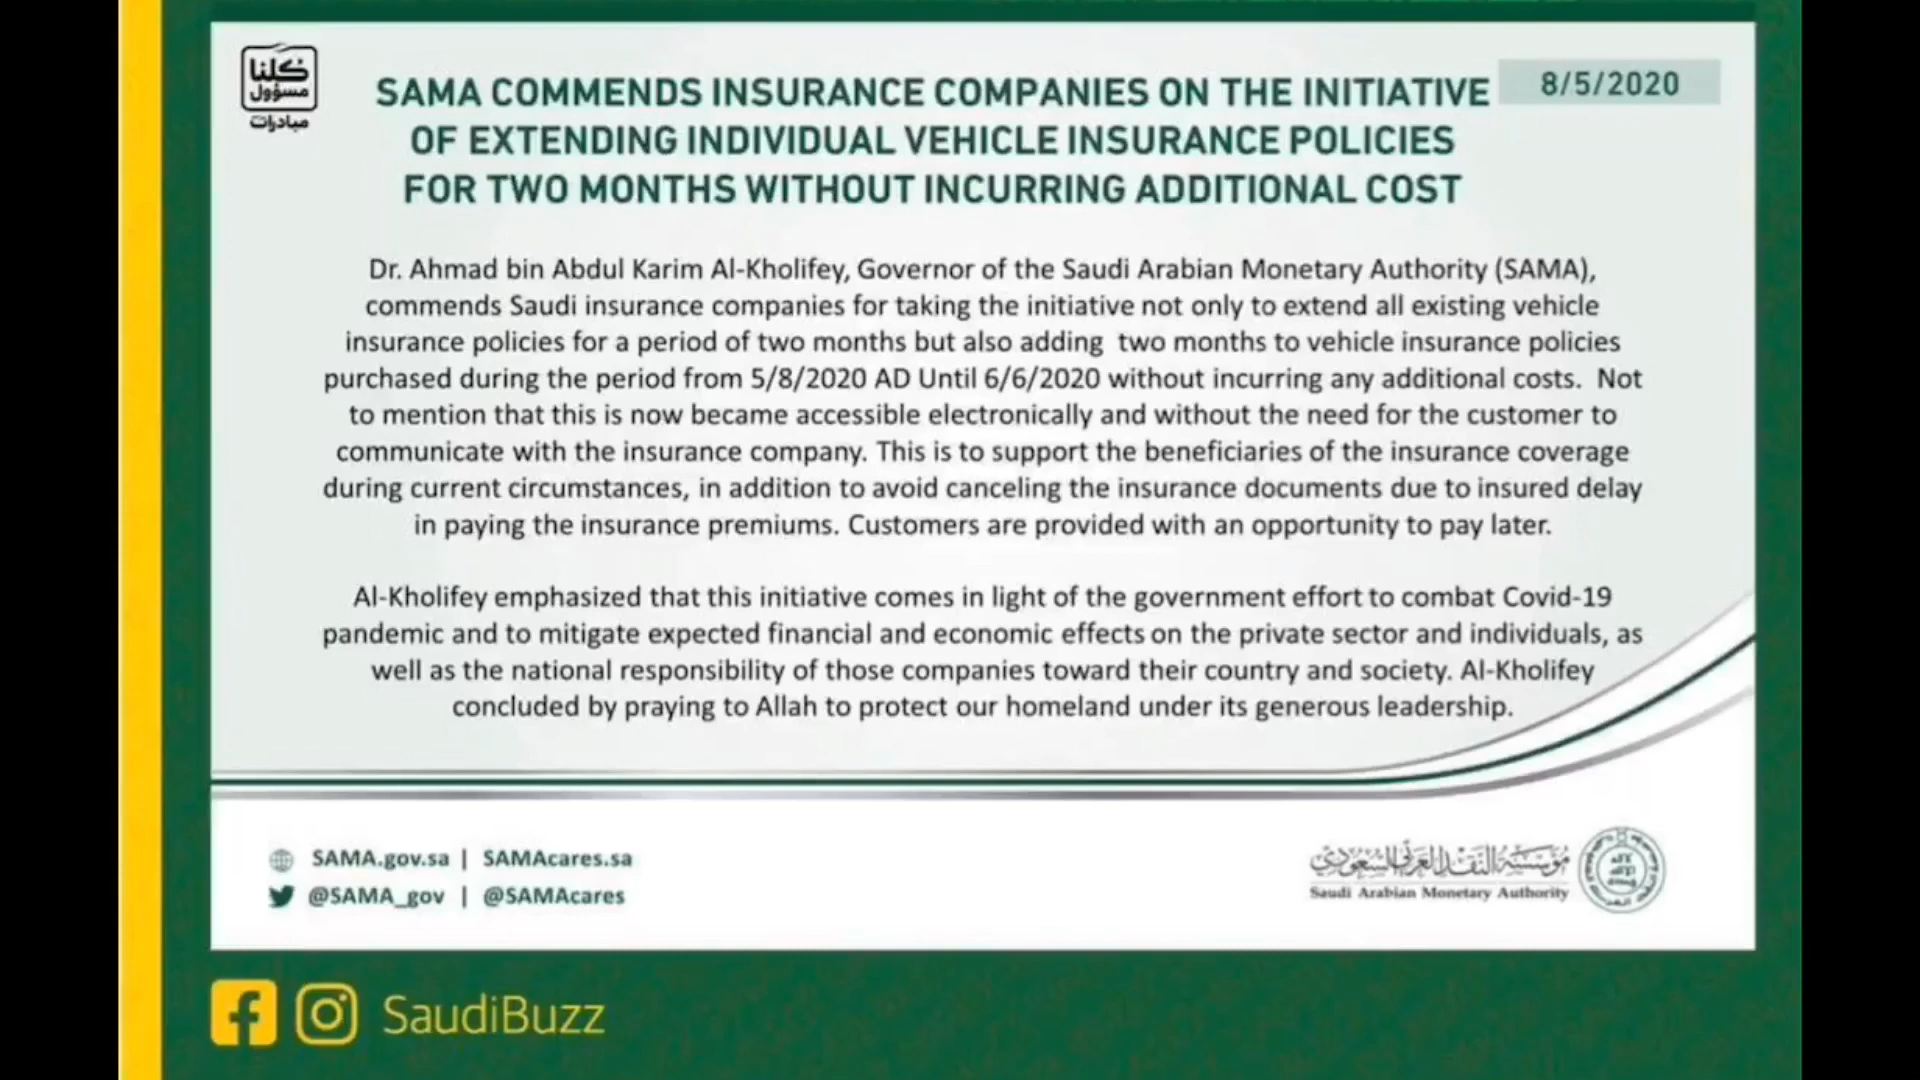 كلنا
مسؤول
مبادرات
8/5/2020
SAMA COMMENDS INSURANCE COMPANIES ON THE INITIATIVE
OF EXTENDING INDIVIDUAL VEHICLE INSURANCE POLICIES
FOR TWO MONTHS WITHOUT INCURRING ADDITIONAL COST
Dr. Ahmad bin Abdul Karim Al-Kholifey, Governor of the Saudi Arabian Monetary Authority (SAMA),
commends Saudi insurance companies for taking the initiative not only to extend all existing vehicle
insurance policies for a period of two months but also adding two months to vehicle insurance policies
purchased during the period from 5/8/2020 AD Until 6/6/2020 without incurring any additional costs. Not
to mention that this is now became accessible electronically and without the need for the customer to
communicate with the insurance company. This is to support the beneficiaries of the insurance coverage
during current circumstances, in addition to avoid canceling the insurance documents due to insured delay
in paying the insurance premiums. Customers are provided with an opportunity to pay later.
Al-Kholifey emphasized that this initiative comes in light of the government effort to combat Covid-19
pandemic and to mitigate expected financial and economic effects on the private sector and individuals, as
well as the national responsibility of those companies toward their country and society. Al-Kholifey
concluded by praying to Allah to protect our homeland under its generous leadership.
SAMA.gov.sa | SAMAcares.sa
@SAMA_gov | @SAMAcares
مؤسسة النقد العربي السعودي
Saudi Arabian Monetary Authority
SaudiBuzz